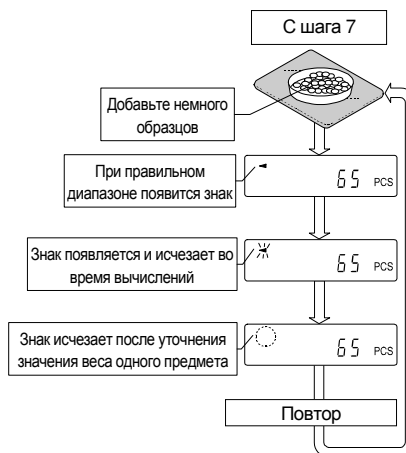 С шага 7
Добавьте немного
образцов
При правильном
диапазоне появится знак
65 PCS
Знак появляется и исчезает во
время вычислений
65 PCS
Знак исчезает после уточнения
значения веса одного предмета
65 PCS
Повтор